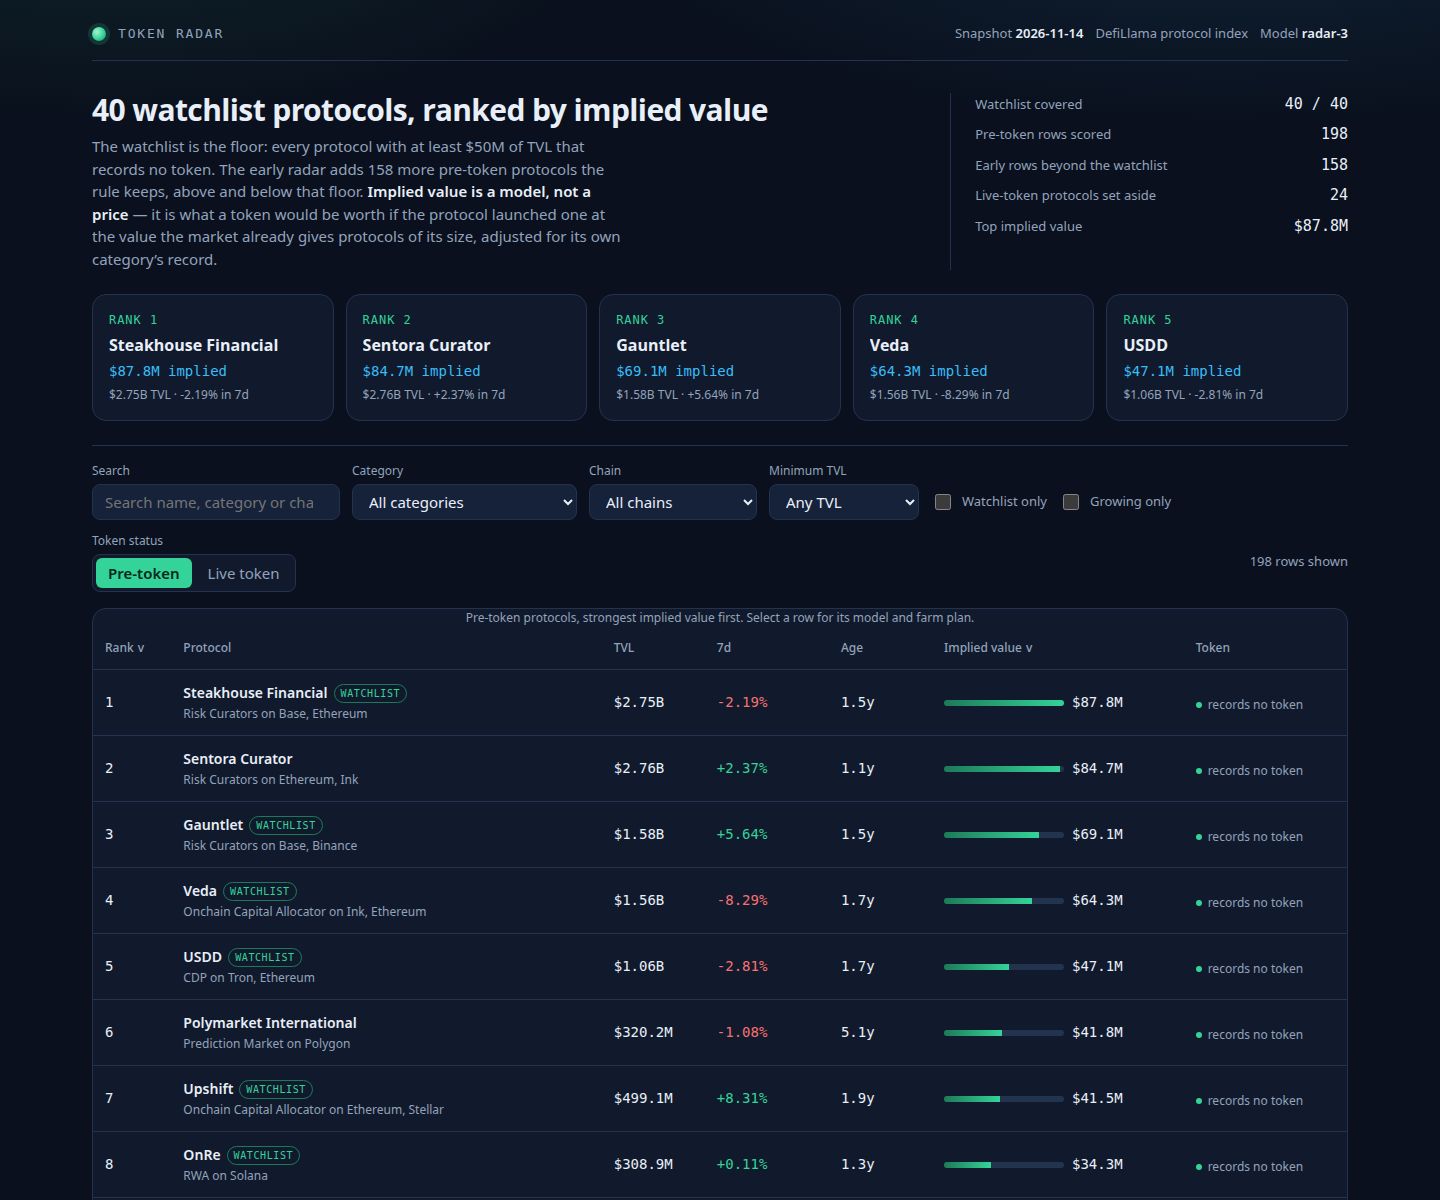 TOKEN RADAR
Snapshot 2026-11-14 DefiLlama protocol index Model radar-3
40 watchlist protocols, ranked by implied value
The watchlist is the floor: every protocol with at least $50M of TVL that
records no token. The early radar adds 158 more pre-token protocols the
rule keeps, above and below that floor. Implied value is a model, not a
price — it is what a token would be worth if the protocol launched one at
the value the market already gives protocols of its size, adjusted for its own
category’s record.
Watchlist covered 40 / 40
Pre-token rows scored 198
Early rows beyond the watchlist 158
Live-token protocols set aside 24
Top implied value $87.8M
RANK 1
Steakhouse Financial
$87.8M implied
$2.75B TVL · -2.19% in 7d
RANK 2
Sentora Curator
$84.7M implied
$2.76B TVL · +2.37% in 7d
RANK 3
Gauntlet
$69.1M implied
$1.58B TVL · +5.64% in 7d
RANK 4
Veda
$64.3M implied
$1.56B TVL · -8.29% in 7d
RANK 5
USDD
$47.1M implied
$1.06B TVL · -2.81% in 7d
Search Category Chain Minimum TVL
Search name, category or cha All categories All chains Any TVL Watchlist only Growing only
Token status
Pre-token Live token 198 rows shown
Pre-token protocols, strongest implied value first. Select a row for its model and farm plan.
Rank v Protocol TVL 7d Age Implied value v Token
1 Steakhouse Financial WATCHLIST $2.75B -2.19% 1.5y $87.8M records no token
Risk Curators on Base, Ethereum
2 Sentora Curator $2.76B +2.37% 1.1y $84.7M records no token
Risk Curators on Ethereum, Ink
3 Gauntlet WATCHLIST $1.58B +5.64% 1.5y $69.1M records no token
Risk Curators on Base, Binance
4 Veda WATCHLIST $1.56B -8.29% 1.7y $64.3M records no token
Onchain Capital Allocator on Ink, Ethereum
5 USDD WATCHLIST $1.06B -2.81% 1.7y $47.1M records no token
CDP on Tron, Ethereum
6 Polymarket International $320.2M -1.08% 5.1y $41.8M records no token
Prediction Market on Polygon
7 Upshift WATCHLIST $499.1M +8.31% 1.9y $41.5M records no token
Onchain Capital Allocator on Ethereum, Stellar
8 OnRe WATCHLIST $308.9M +0.11% 1.3y $34.3M records no token
RWA on Solana